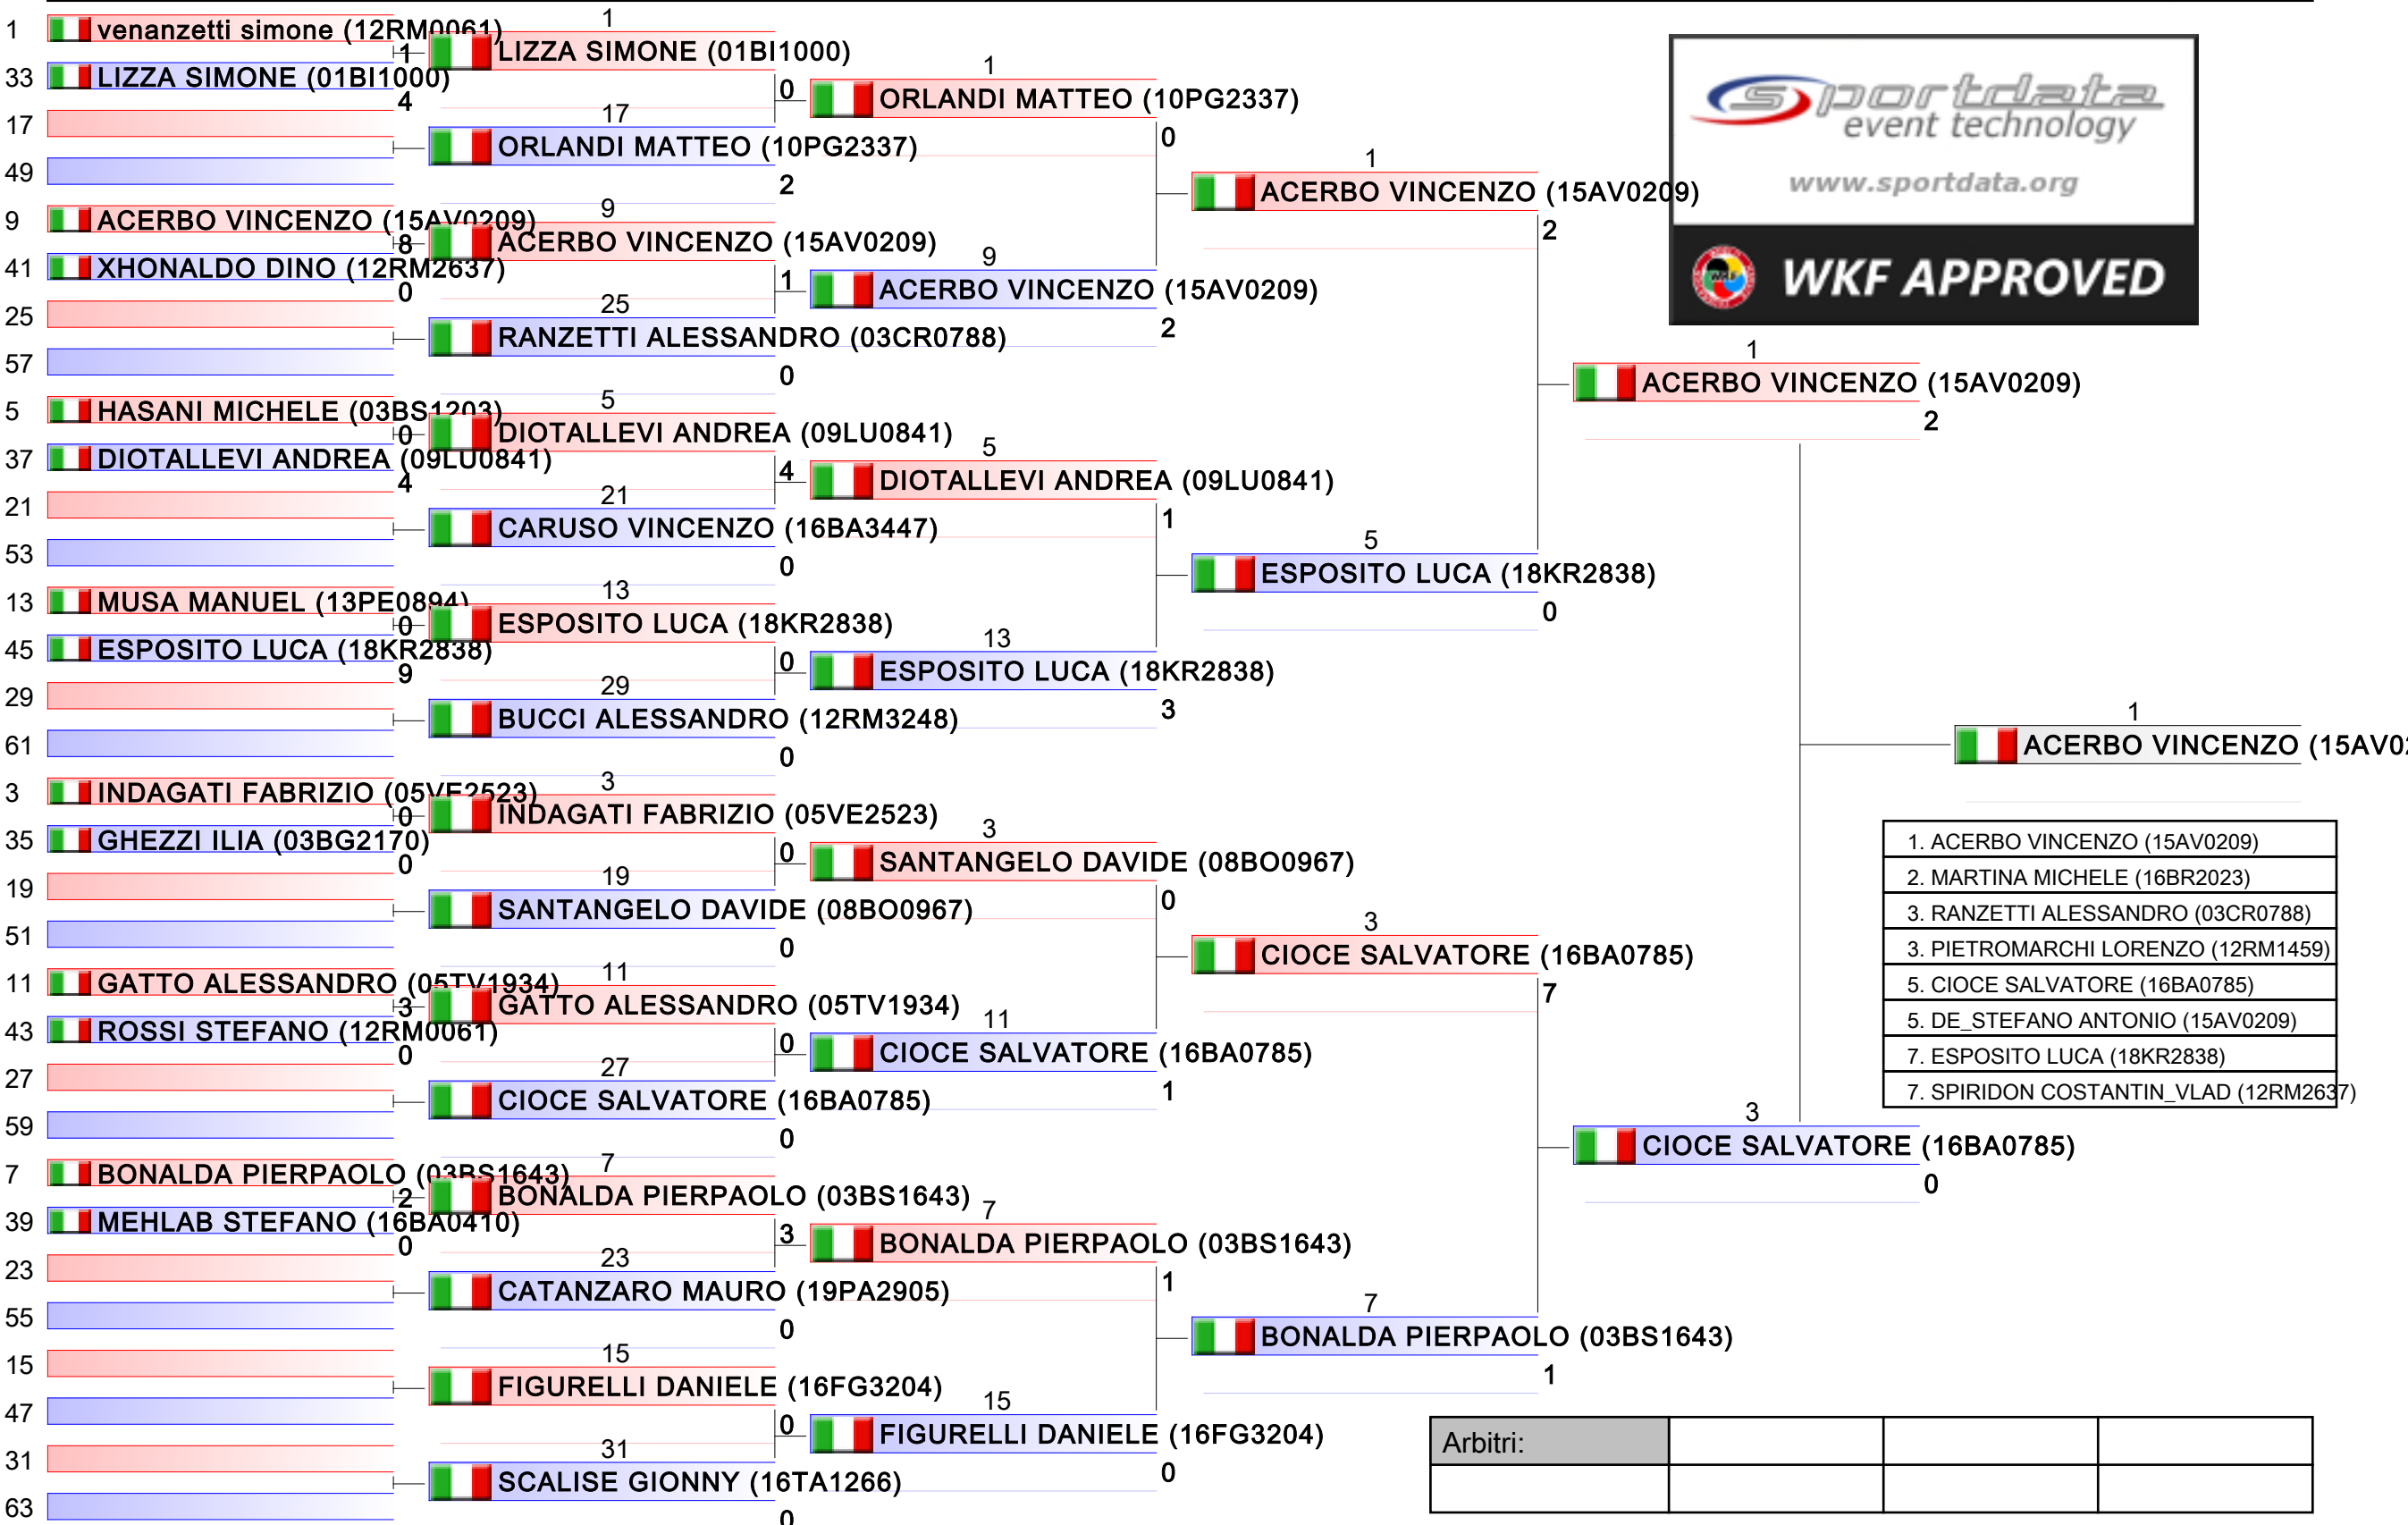 1 venanzetti simone (12RM0061)
1
33 LIZZA SIMONE (01BI1000)
4
17
49
9 ACERBO VINCENZO (15AV0209)
8
41 XHONALDO DINO (12RM2637)
0
25
57
5 HASANI MICHELE (03BS1203)
0
37 DIOTALLEVI ANDREA (09LU0841)
4
21
53
13 MUSA MANUEL (13PE0894)
0
45 ESPOSITO LUCA (18KR2838)
9
29
61
3 INDAGATI FABRIZIO (05VE2523)
0
35 GHEZZI ILIA (03BG2170)
0
19
51
11 GATTO ALESSANDRO (05TV1934)
3
43 ROSSI STEFANO (12RM0061)
0
27
59
7 BONALDA PIERPAOLO (03BS1643)
2
39 MEHLAB STEFANO (16BA0410)
0
23
55
15
47
31
63
1
LIZZA SIMONE (01BI1000)
0
17
ORLANDI MATTEO (10PG2337)
2
9
ACERBO VINCENZO (15AV0209)
1
25
RANZETTI ALESSANDRO (03CR0788)
0
5
DIOTALLEVI ANDREA (09LU0841)
4
21
CARUSO VINCENZO (16BA3447)
0
13
ESPOSITO LUCA (18KR2838)
0
29
BUCCI ALESSANDRO (12RM3248)
0
3
INDAGATI FABRIZIO (05VE2523)
0
19
SANTANGELO DAVIDE (08BO0967)
0
11
GATTO ALESSANDRO (05TV1934)
0
27
CIOCE SALVATORE (16BA0785)
0
7
BONALDA PIERPAOLO (03BS1643)
3
23
CATANZARO MAURO (19PA2905)
0
15
FIGURELLI DANIELE (16FG3204)
0
31
SCALISE GIONNY (16TA1266)
0
1
ORLANDI MATTEO (10PG2337)
0
9
ACERBO VINCENZO (15AV0209)
2
5
DIOTALLEVI ANDREA (09LU0841)
1
13
ESPOSITO LUCA (18KR2838)
3
3
SANTANGELO DAVIDE (08BO0967)
0
11
CIOCE SALVATORE (16BA0785)
1
7
BONALDA PIERPAOLO (03BS1643)
1
15
FIGURELLI DANIELE (16FG3204)
0
1
ACERBO VINCENZO (15AV0209)
2
5
ESPOSITO LUCA (18KR2838)
0
3
CIOCE SALVATORE (16BA0785)
7
7
BONALDA PIERPAOLO (03BS1643)
1
sportdata
event technology
www.sportdata.org
WKF
WKF APPROVED
1
ACERBO VINCENZO (15AV0209)
2
3
CIOCE SALVATORE (16BA0785)
0
1
ACERBO VINCENZO (15AV02
1. ACERBO VINCENZO (15AV0209)
2. MARTINA MICHELE (16BR2023)
3. RANZETTI ALESSANDRO (03CR0788)
3. PIETROMARCHI LORENZO (12RM1459)
5. CIOCE SALVATORE (16BA0785)
5. DE_STEFANO ANTONIO (15AV0209)
7. ESPOSITO LUCA (18KR2838)
7. SPIRIDON COSTANTIN_VLAD (12RM2637)
Arbitri: